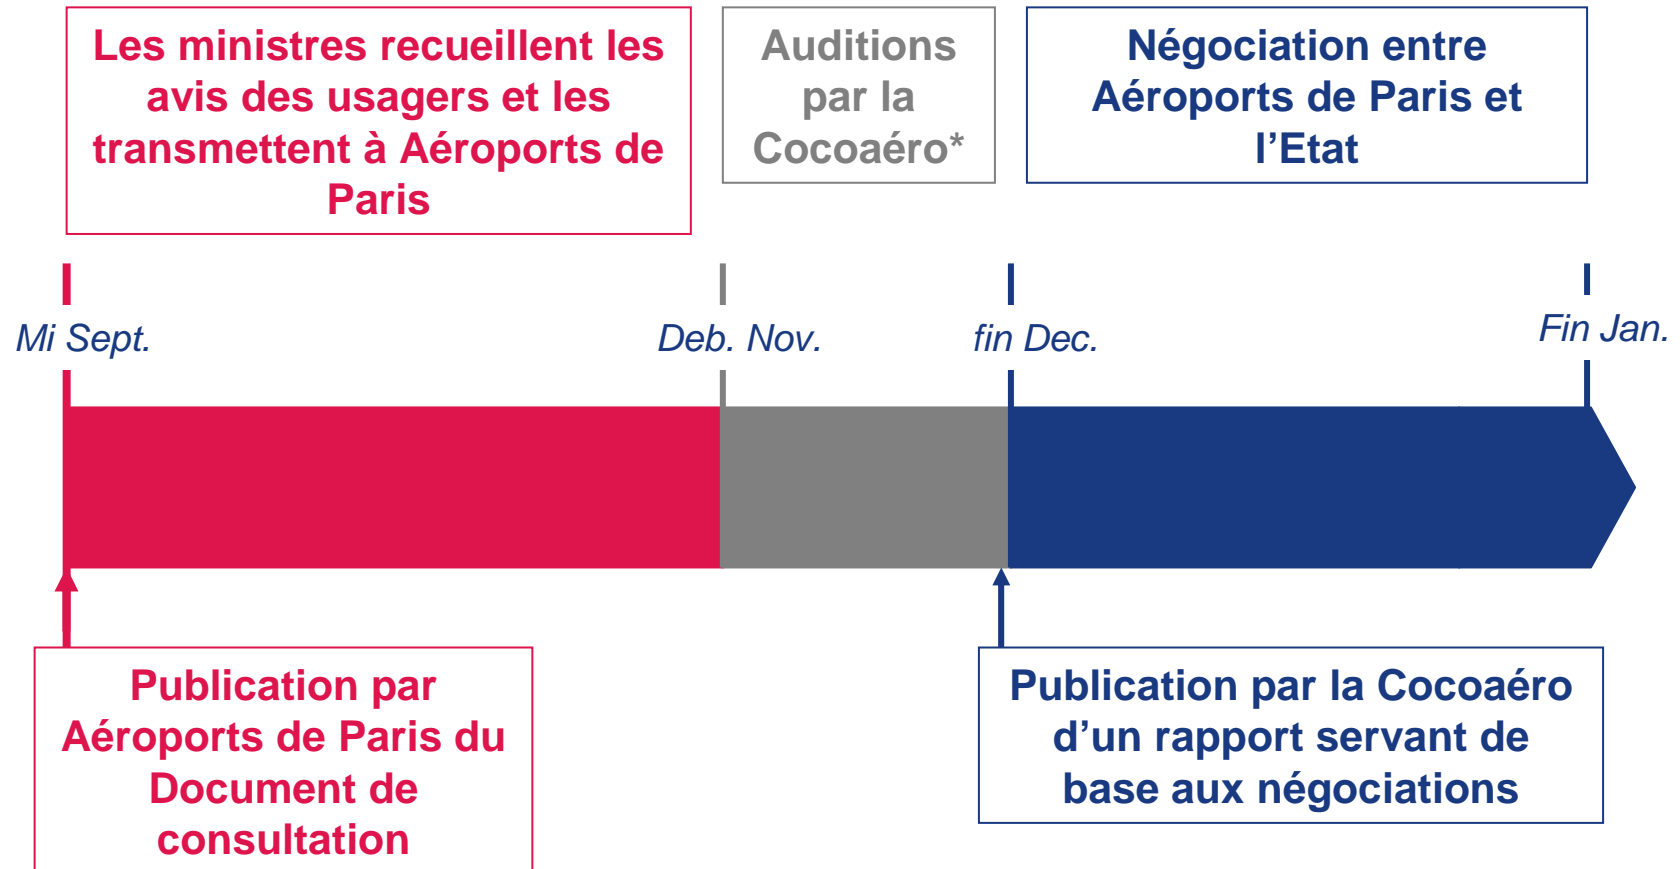 Les ministres recueillent les
avis des usagers et les
transmettent à Aéroports de
Paris
Auditions
par la
Cocoaéro*
Négociation entre
Aéroports de Paris et
l’Etat
Mi Sept.
Deb. Nov.
fin Dec.
Fin Jan.
Publication par
Aéroports de Paris du
Document de
consultation
Publication par la Cocoaéro
d’un rapport servant de
base aux négociations